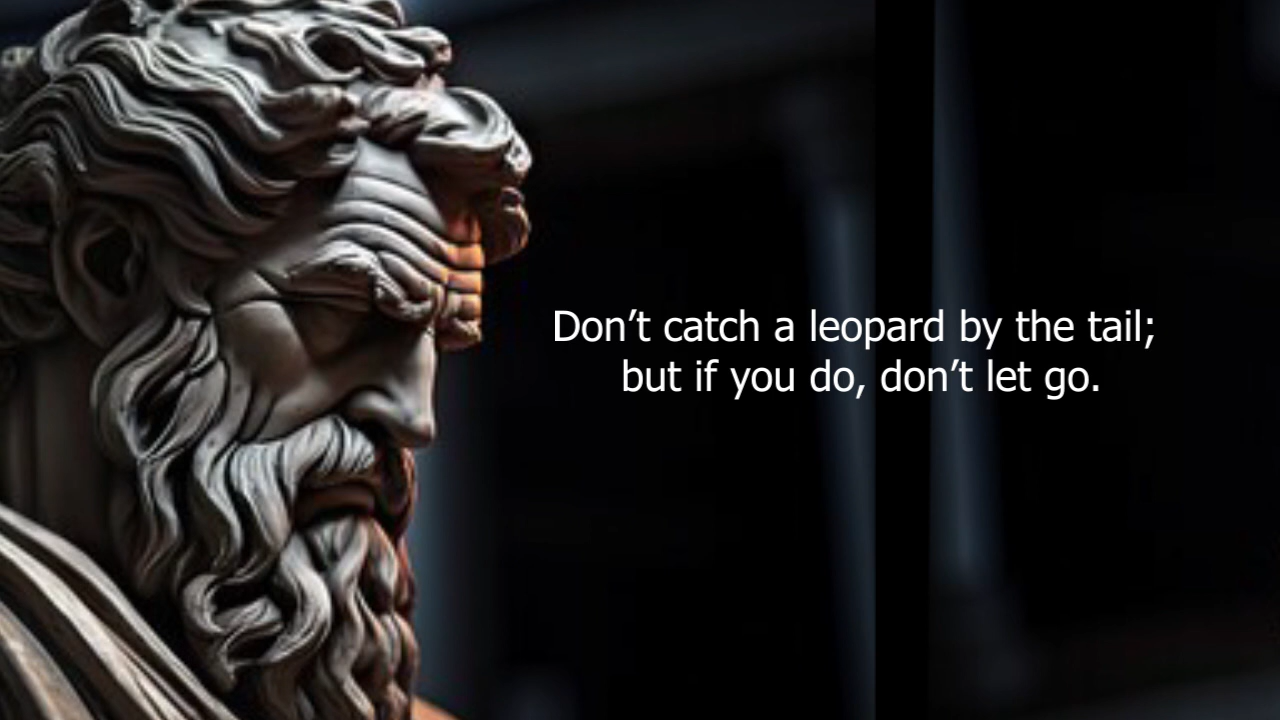 Don’t catch a leopard by the tail;
but if you do, don’t let go.